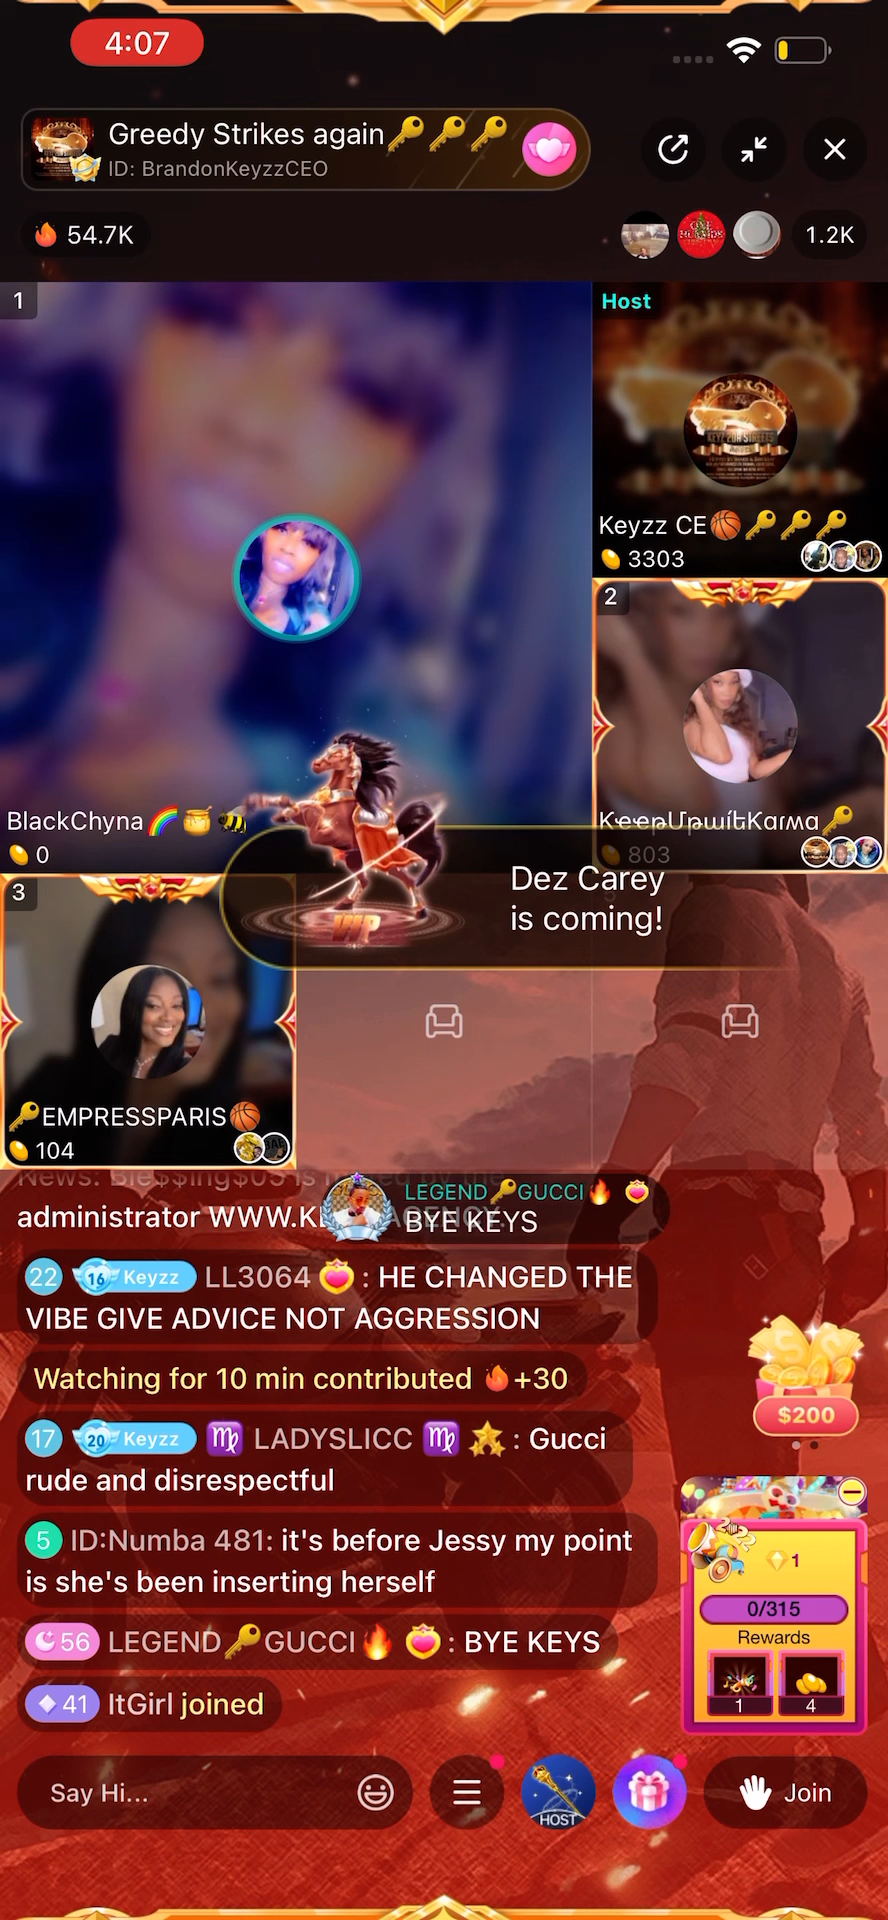 4:07
Greedy Strikes again🔑🔑🔑
ID: BrandonKeyzzCEO
🔥 54.7K
1.2K
1
Host
Keyzz CE🏀🔑🔑🔑
3303
2
BlackChyna🌈🍯🐝
0
KҽҽρUρɯíէKαrмα🔑
803
VIP
Dez Carey
is coming!
3
🔑EMPRESSPARIS🏀
104
administrator WWW.K
LEGEND🔑GUCCI🔥
BYE KEYS
22 16 Keyzz LL3064 : HE CHANGED THE
VIBE GIVE ADVICE NOT AGGRESSION
Watching for 10 min contributed 🔥+30
17 20 Keyzz ♍ LADYSLICC ♍ : Gucci
rude and disrespectful
5 ID:Numba 481: it's before Jessy my point
is she's been inserting herself
56 LEGEND🔑GUCCI🔥 : BYE KEYS
41 ItGirl joined
$200
1
0/315
Rewards
1 4
Say Hi...
HOST
Join